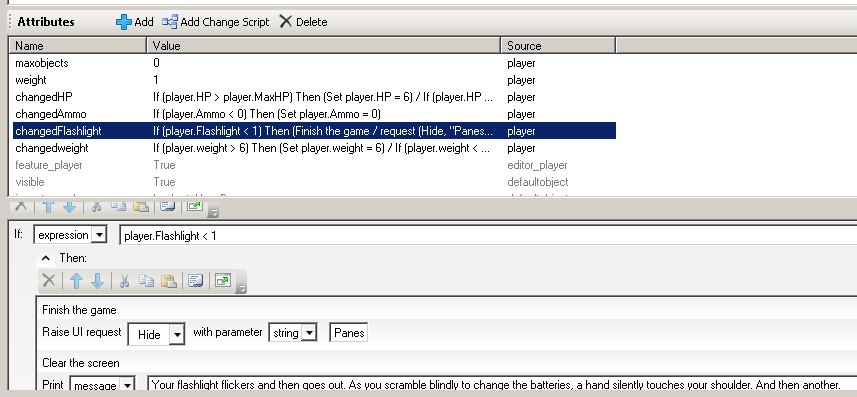 Attributes Add Add Change Script Delete
Name Value Source
maxobjects 0 player
weight 1 player
changedHP If (player.HP > player.MaxHP) Then (Set player.HP = 6) / If (player.HP ... player
changedAmmo If (player.Ammo < 0) Then (Set player.Ammo = 0) player
changedFlashlight If (player.Flashlight < 1) Then (Finish the game / request (Hide, "Panes... player
changedweight If (player.weight > 6) Then (Set player.weight = 6) / If (player.weight < ... player
feature_player True editor_player
visible True defaultobject
If: expression player.Flashlight < 1
Then:
Finish the game
Raise UI request Hide with parameter string Panes
Clear the screen
Print message Your flashlight flickers and then goes out. As you scramble blindly to change the batteries, a hand silently touches your shoulder. And then another.